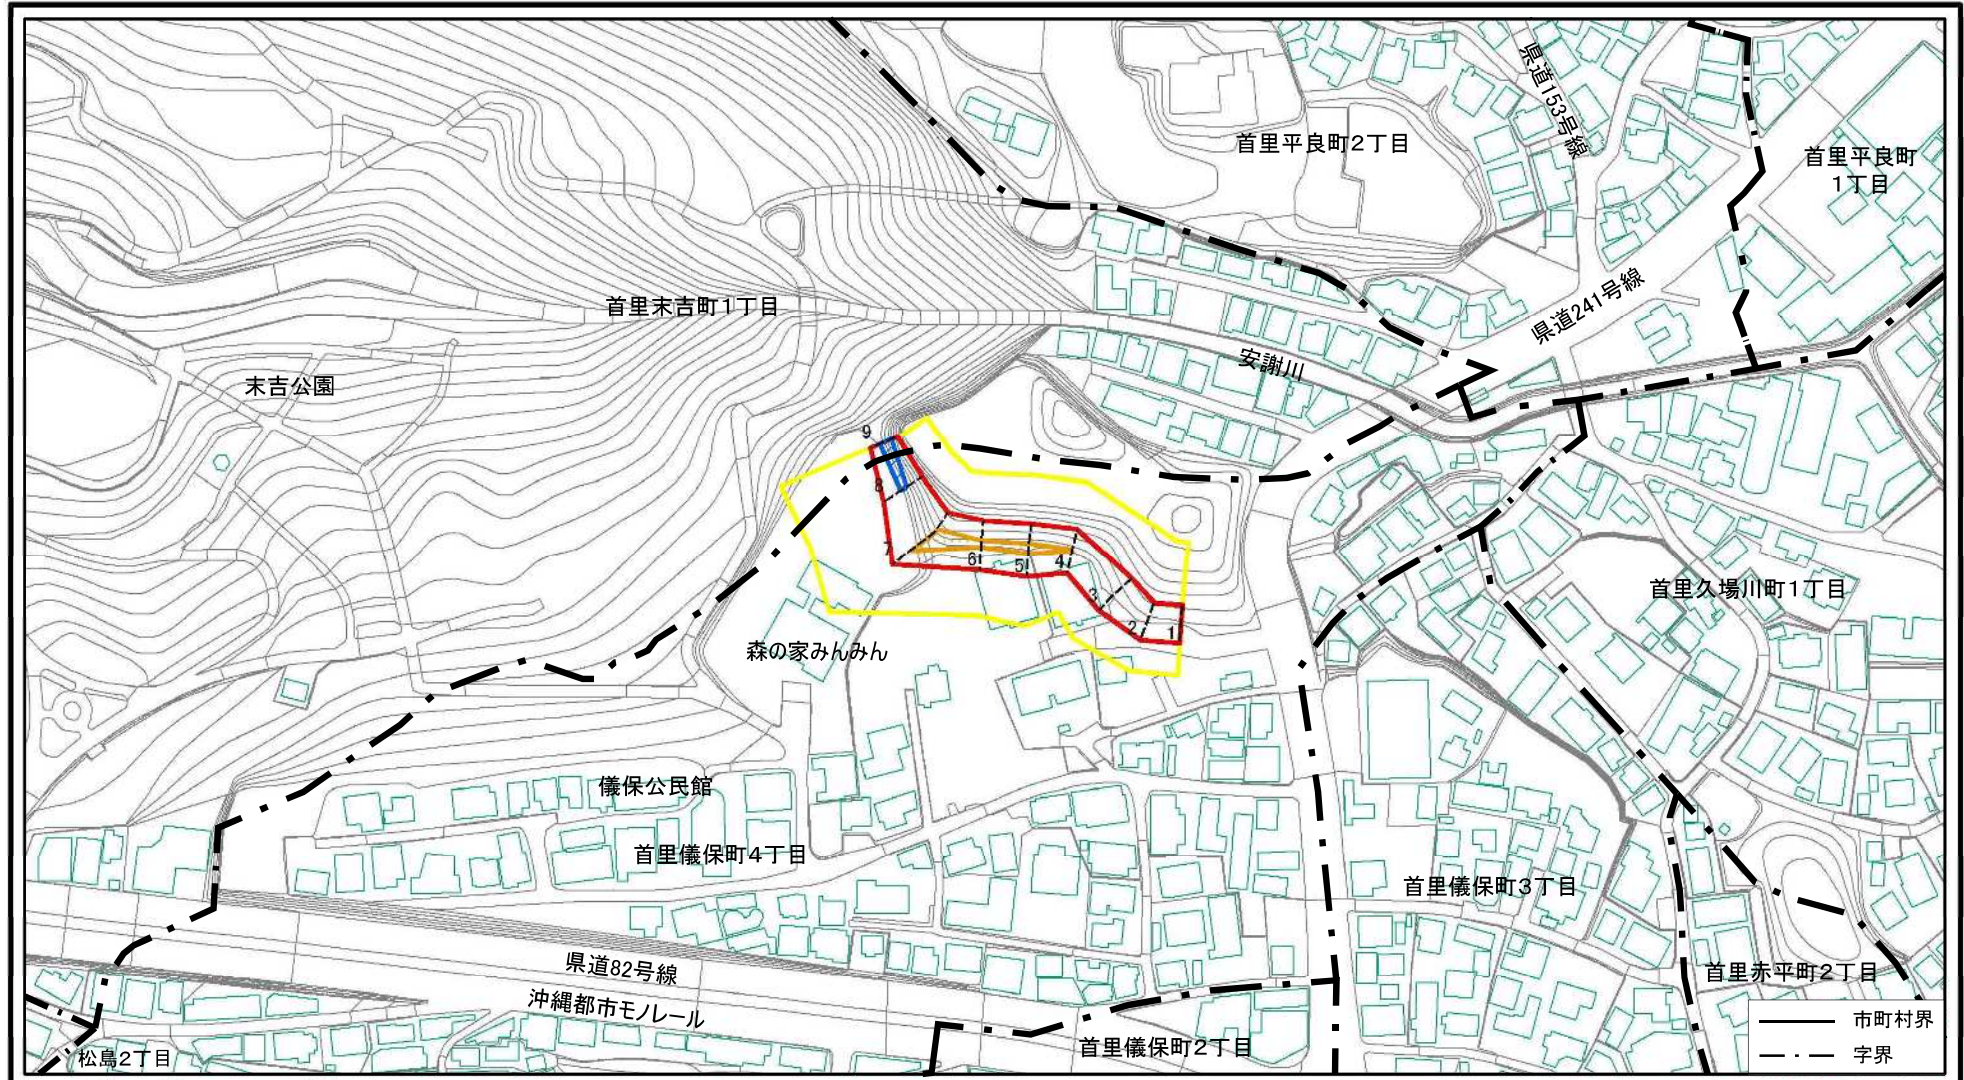 県道153号線
首里平良町2丁目
首里平良町
1丁目
首里末吉町1丁目
県道241号線
安謝川
末吉公園
9
8
7
6
5
4
3
2
1
首里久場川町1丁目
森の家みんみん
儀保公民館
首里儀保町4丁目
首里儀保町3丁目
県道82号線
首里赤平町2丁目
沖縄都市モノレール
市町村界
首里儀保町2丁目
字界
松島2丁目